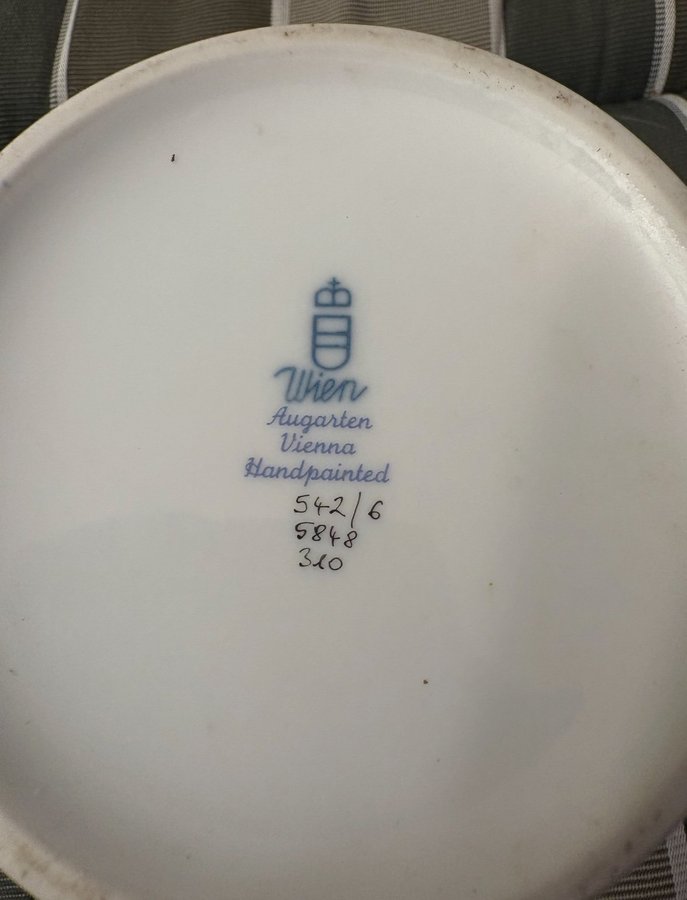 Wien
Augarten
Vienna
Handpainted
542/6
5848
310